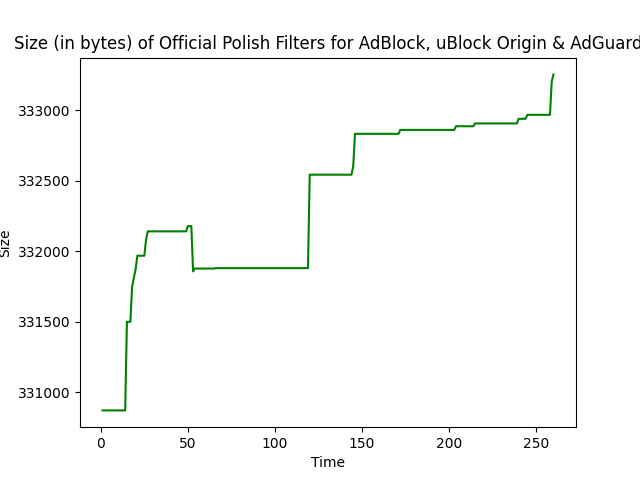 Size (in bytes) of Official Polish Filters for AdBlock, uBlock Origin & AdGuard
333000
332500
332000
331500
331000
Size
0 50 100 150 200 250
Time